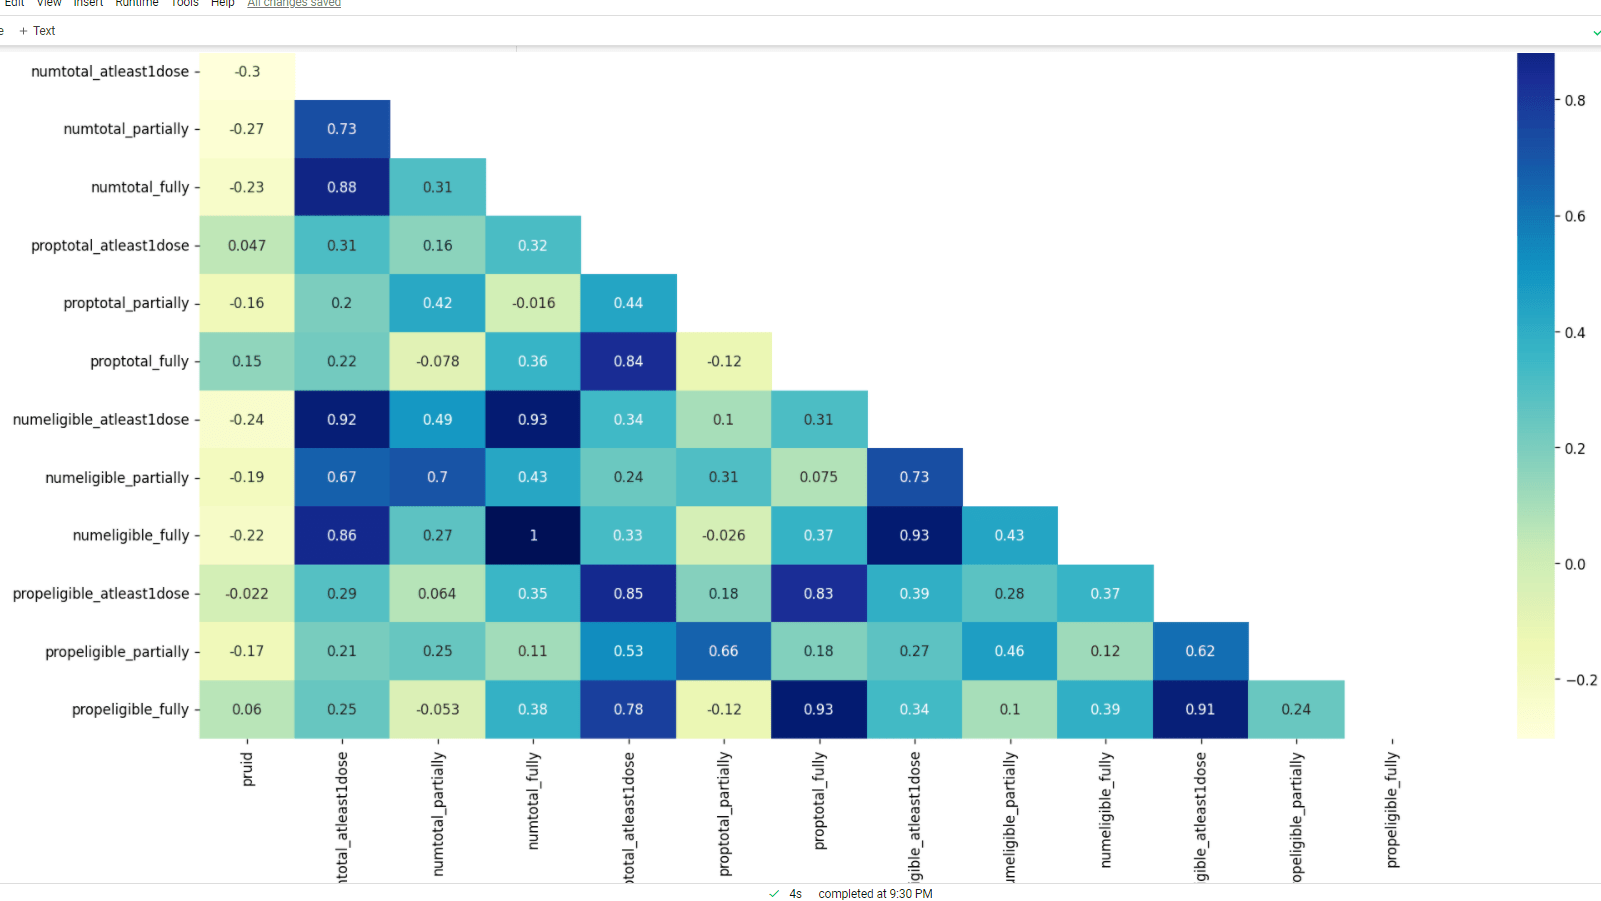 Edit View Insert Runtime Tools Help All changes saved
e + Text
numtotal_atleast1dose -0.3
0.8
numtotal_partially -0.27 0.73
numtotal_fully -0.23 0.88 0.31
0.6
proptotal_atleast1dose 0.047 0.31 0.16 0.32
proptotal_partially -0.16 0.2 0.42 -0.016 0.44
0.4
proptotal_fully 0.15 0.22 -0.078 0.36 0.84 -0.12
numeligible_atleast1dose -0.24 0.92 0.49 0.93 0.34 0.1 0.31
0.2
numeligible_partially -0.19 0.67 0.7 0.43 0.24 0.31 0.075 0.73
numeligible_fully -0.22 0.86 0.27 1 0.33 -0.026 0.37 0.93 0.43
0.0
propeligible_atleast1dose -0.022 0.29 0.064 0.35 0.85 0.18 0.83 0.39 0.28 0.37
propeligible_partially -0.17 0.21 0.25 0.11 0.53 0.66 0.18 0.27 0.46 0.12 0.62
−0.2
propeligible_fully 0.06 0.25 -0.053 0.38 0.78 -0.12 0.93 0.34 0.1 0.39 0.91 0.24
pruid
ntotal_atleast1dose
numtotal_partially
numtotal_fully
ototal_atleast1dose
proptotal_partially
proptotal_fully
igible_atleast1dose
umeligible_partially
numeligible_fully
gible_atleast1dose
opeligible_partially
propeligible_fully
4s completed at 9:30 PM